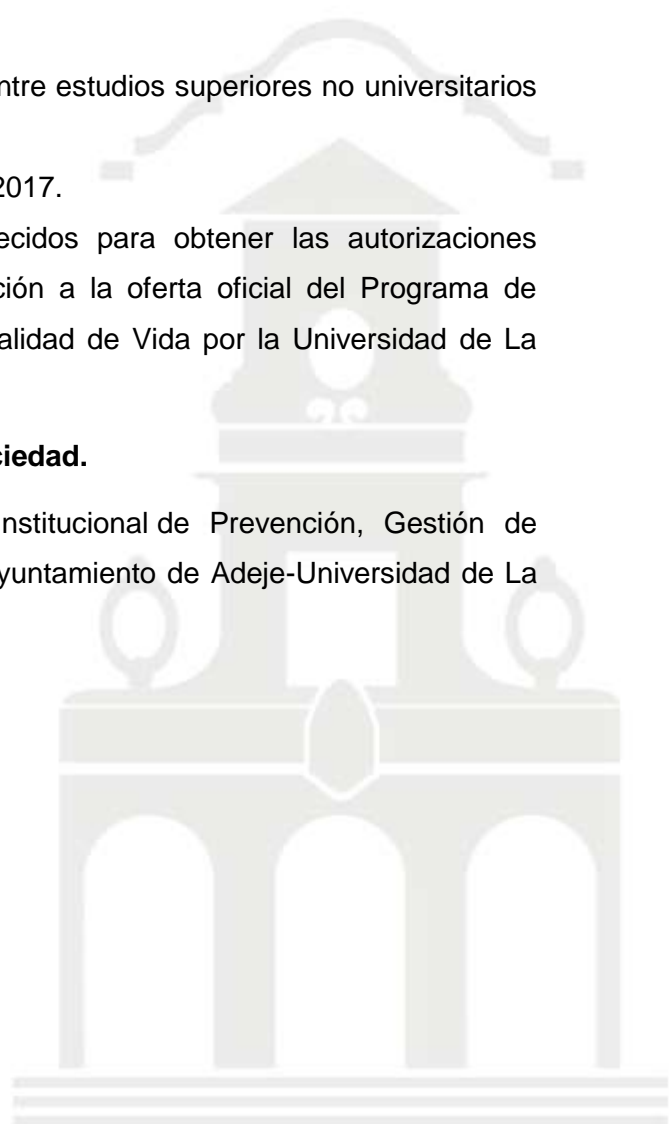 ntre estudios superiores no universitarios
2017.
ecidos para obtener las autorizaciones
ción a la oferta oficial del Programa de
alidad de Vida por la Universidad de La
ciedad.
nstitucional de Prevención, Gestión de
yuntamiento de Adeje-Universidad de La